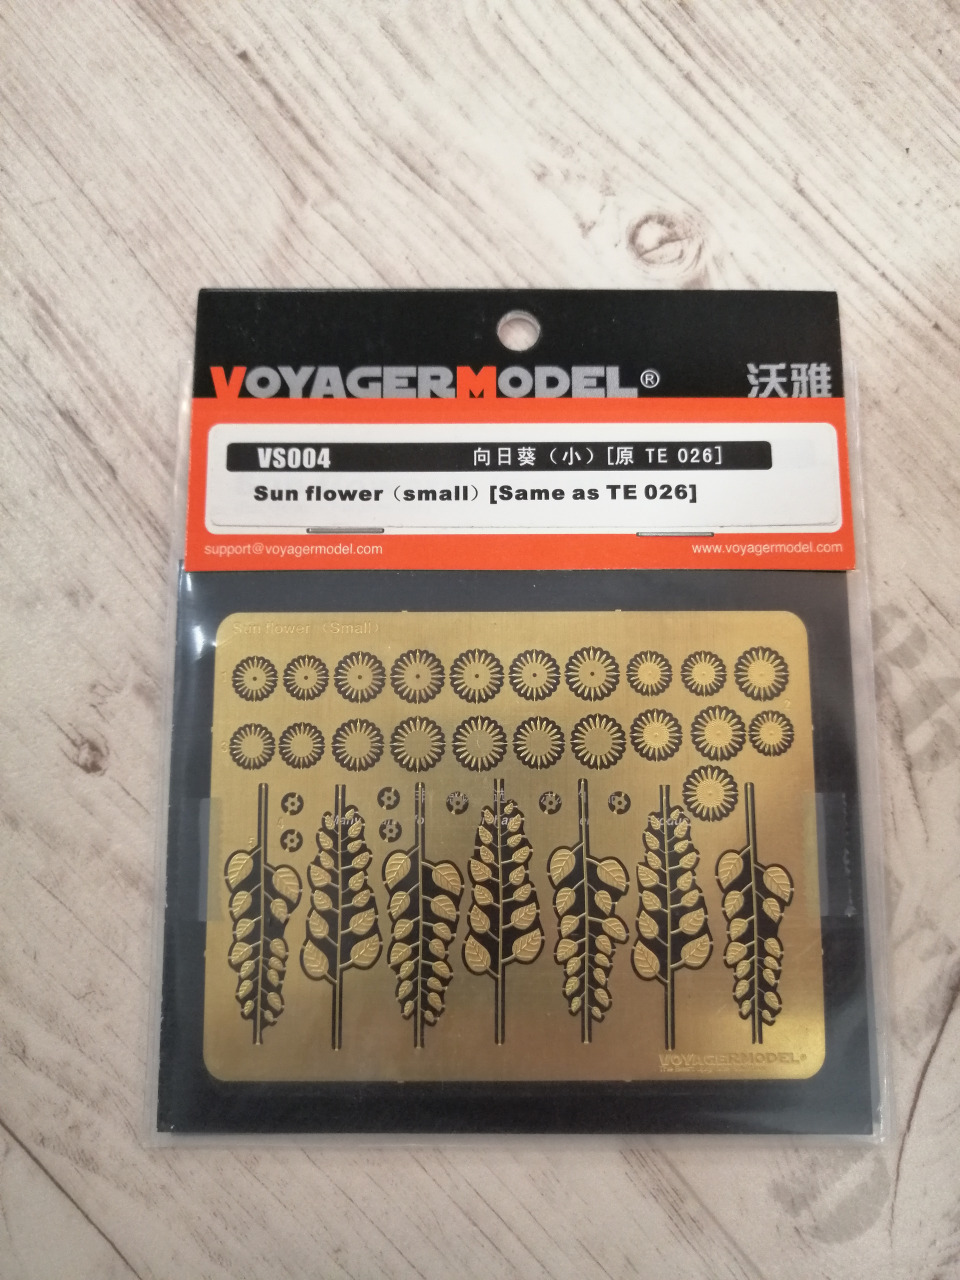 VOYAGERMODEL® 沃雅
VS004 向日葵（小）[原 TE 026]
Sun flower（small）[Same as TE 026]
support@voyagermodel.com www.voyagermodel.com
Sun flower （Small）
VOYAGERMODEL®